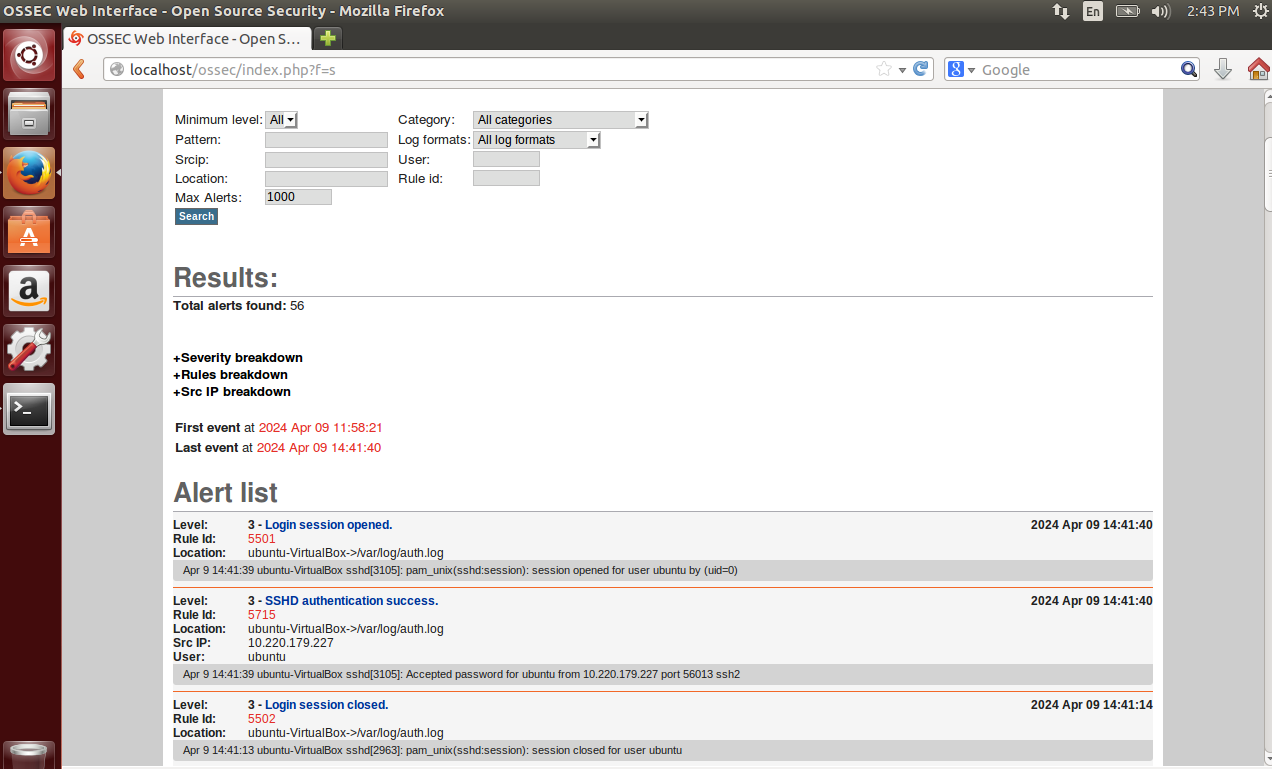 OSSEC Web Interface - Open Source Security - Mozilla Firefox
En 2:43 PM
OSSEC Web Interface - Open S...
localhost/ossec/index.php?f=s
8 Google
Minimum level: All Category: All categories
Pattern: Log formats: All log formats
Srcip: User:
Location: Rule id:
Max Alerts: 1000
Search
Results:
Total alerts found: 56
+Severity breakdown
+Rules breakdown
+Src IP breakdown
First event at 2024 Apr 09 11:58:21
Last event at 2024 Apr 09 14:41:40
Alert list
Level: 3 - Login session opened. 2024 Apr 09 14:41:40
Rule Id: 5501
Location: ubuntu-VirtualBox->/var/log/auth.log
Apr 9 14:41:39 ubuntu-VirtualBox sshd[3105]: pam_unix(sshd:session): session opened for user ubuntu by (uid=0)
Level: 3 - SSHD authentication success. 2024 Apr 09 14:41:40
Rule Id: 5715
Location: ubuntu-VirtualBox->/var/log/auth.log
Src IP: 10.220.179.227
User: ubuntu
Apr 9 14:41:39 ubuntu-VirtualBox sshd[3105]: Accepted password for ubuntu from 10.220.179.227 port 56013 ssh2
Level: 3 - Login session closed. 2024 Apr 09 14:41:14
Rule Id: 5502
Location: ubuntu-VirtualBox->/var/log/auth.log
Apr 9 14:41:13 ubuntu-VirtualBox sshd[2963]: pam_unix(sshd:session): session closed for user ubuntu